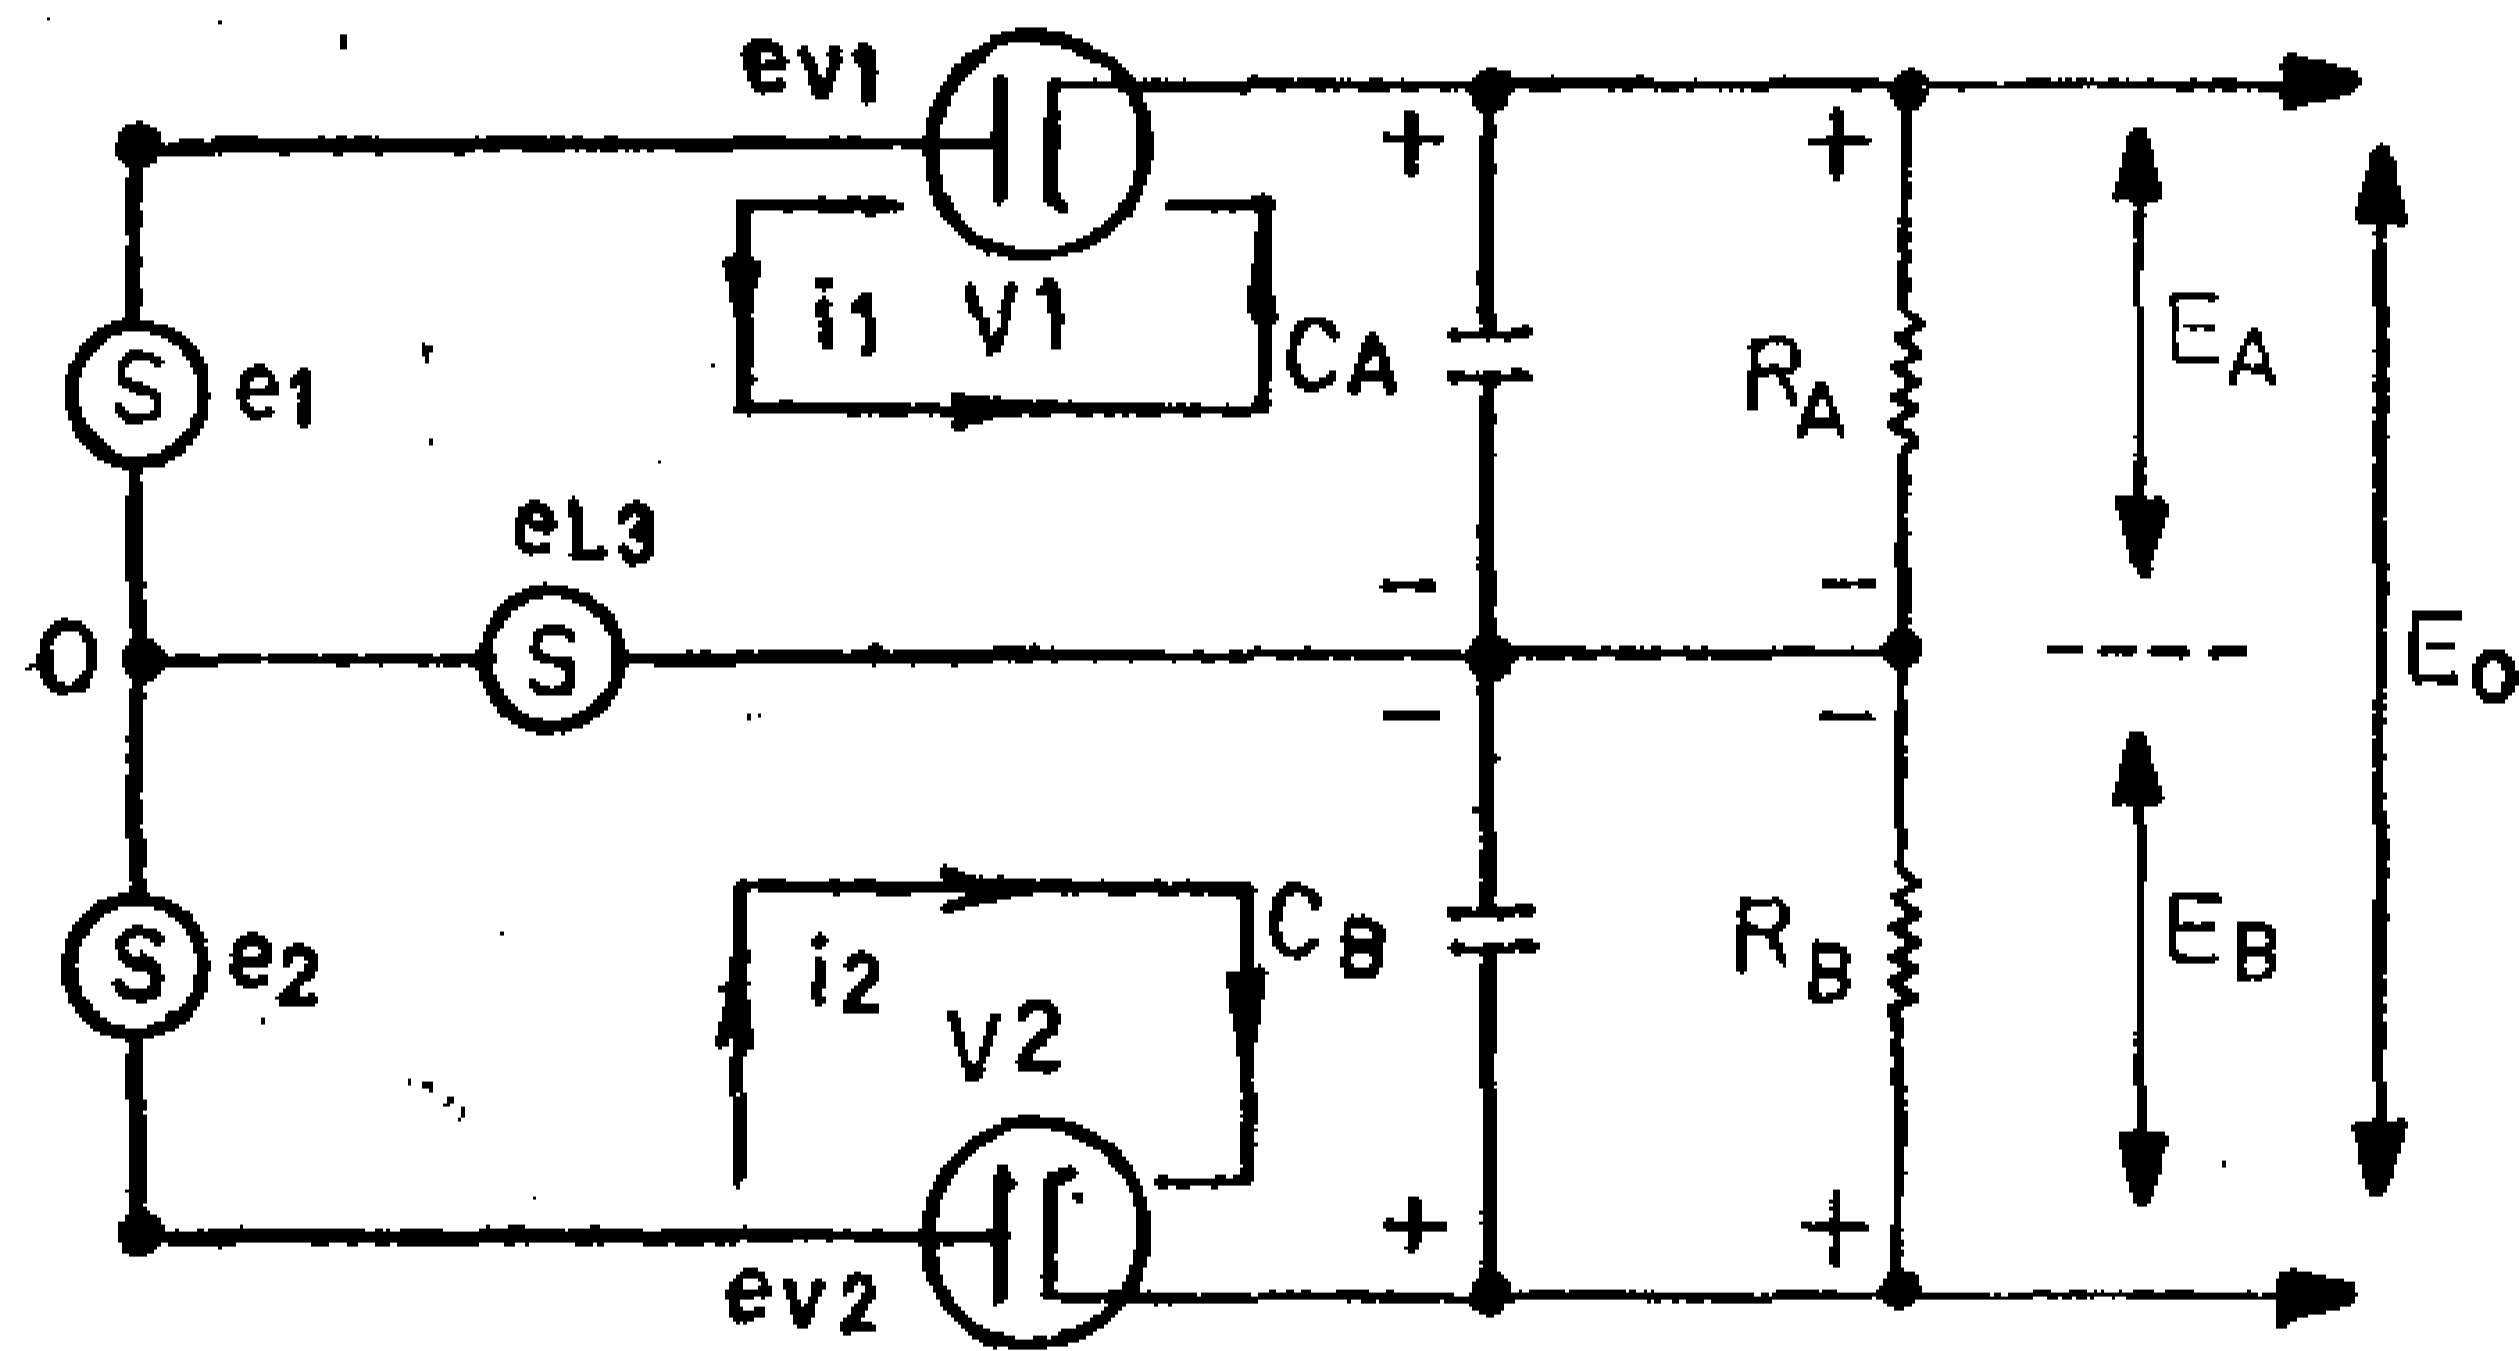 ev1
+ +
i1 V1 CA RA EA
S e1
eL3
- -
O S Eo
- -
S e2 i2 V2 CB RB EB
+ +
ev2